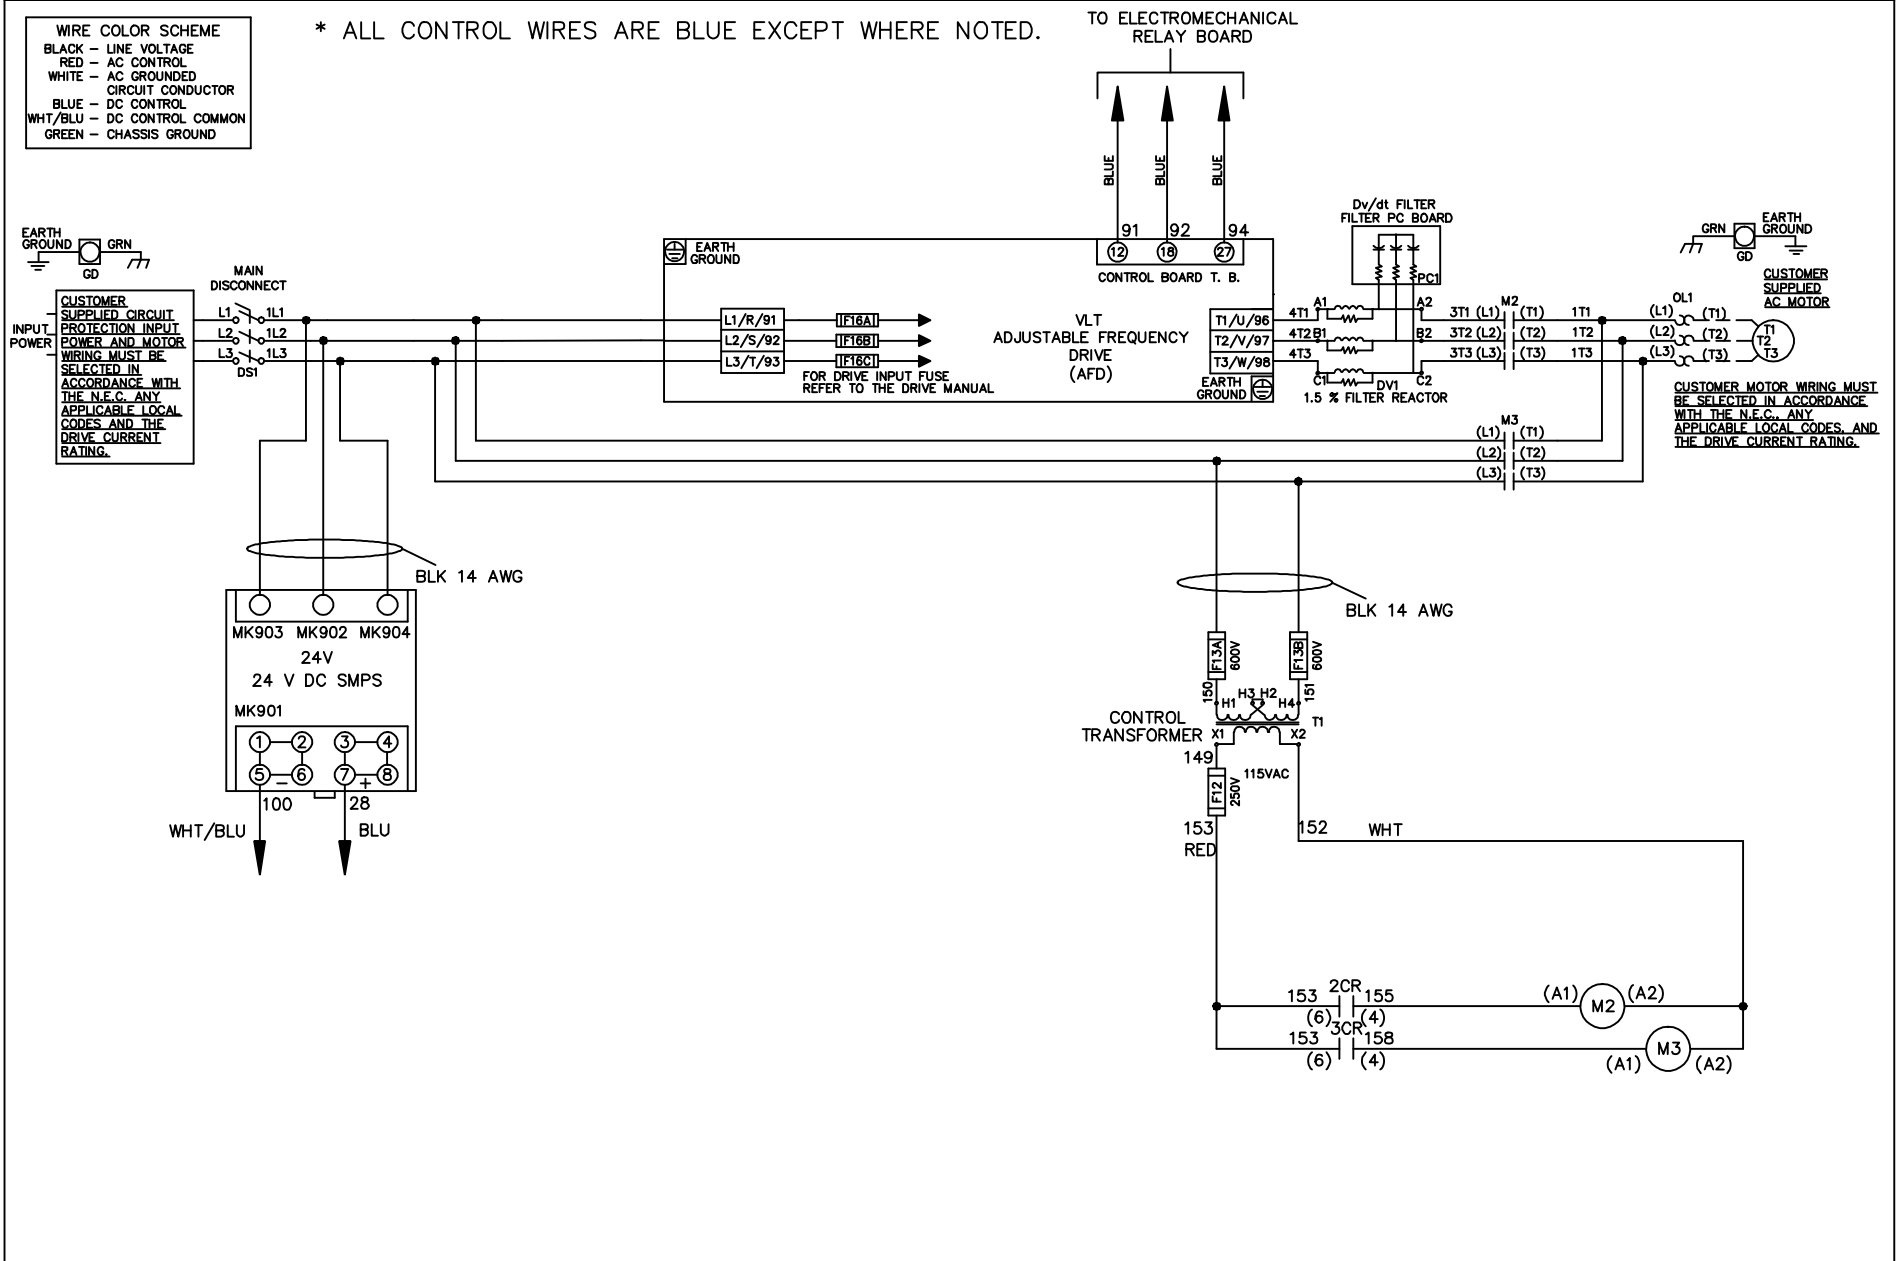 WIRE COLOR SCHEME
BLACK – LINE VOLTAGE
RED – AC CONTROL
WHITE – AC GROUNDED
CIRCUIT CONDUCTOR
BLUE – DC CONTROL
WHT/BLU – DC CONTROL COMMON
GREEN – CHASSIS GROUND
* ALL CONTROL WIRES ARE BLUE EXCEPT WHERE NOTED.
TO ELECTROMECHANICAL
RELAY BOARD
BLUE BLUE BLUE
91 92 94
12 18 27
CONTROL BOARD T. B.
EARTH
GROUND
GRN
GD
INPUT
POWER
CUSTOMER
SUPPLIED CIRCUIT
PROTECTION INPUT
POWER AND MOTOR
WIRING MUST BE
SELECTED IN
ACCORDANCE WITH
THE N.E.C. ANY
APPLICABLE LOCAL
CODES AND THE
DRIVE CURRENT
RATING.
MAIN
DISCONNECT
L1 1L1
L2 1L2
L3 1L3
DS1
EARTH
GROUND
L1/R/91 F16A
L2/S/92 F16B
L3/T/93 F16C
FOR DRIVE INPUT FUSE
REFER TO THE DRIVE MANUAL
VLT
ADJUSTABLE FREQUENCY
DRIVE
(AFD)
T1/U/96 4T1
T2/V/97 4T2
T3/W/98 4T3
EARTH
GROUND
Dv/dt FILTER
FILTER PC BOARD
PC1
A1 A2
B1 B2
C1 C2
DV1
1.5 % FILTER REACTOR
M2
3T1 (L1) (T1) 1T1
3T2 (L2) (T2) 1T2
3T3 (L3) (T3) 1T3
OL1
(L1) (T1)
(L2) (T2)
(L3) (T3)
T1
T2
T3
GRN
EARTH
GROUND
GD
CUSTOMER
SUPPLIED
AC MOTOR
CUSTOMER MOTOR WIRING MUST
BE SELECTED IN ACCORDANCE
WITH THE N.E.C., ANY
APPLICABLE LOCAL CODES, AND
THE DRIVE CURRENT RATING.
M3
(L1) (T1)
(L2) (T2)
(L3) (T3)
BLK 14 AWG
MK903 MK902 MK904
24V
24 V DC SMPS
MK901
1 2 3 4
5 6 7 8
– +
100 28
WHT/BLU BLU
BLK 14 AWG
F13A 600V F13B 600V
150 151
H1 H3 H2 H4
T1
CONTROL
TRANSFORMER
X1 X2
149
115VAC
F12 250V
153
RED
152 WHT
2CR
153 155
(6) (4)
(A1) M2 (A2)
3CR
153 158
(6) (4)
(A1) M3 (A2)